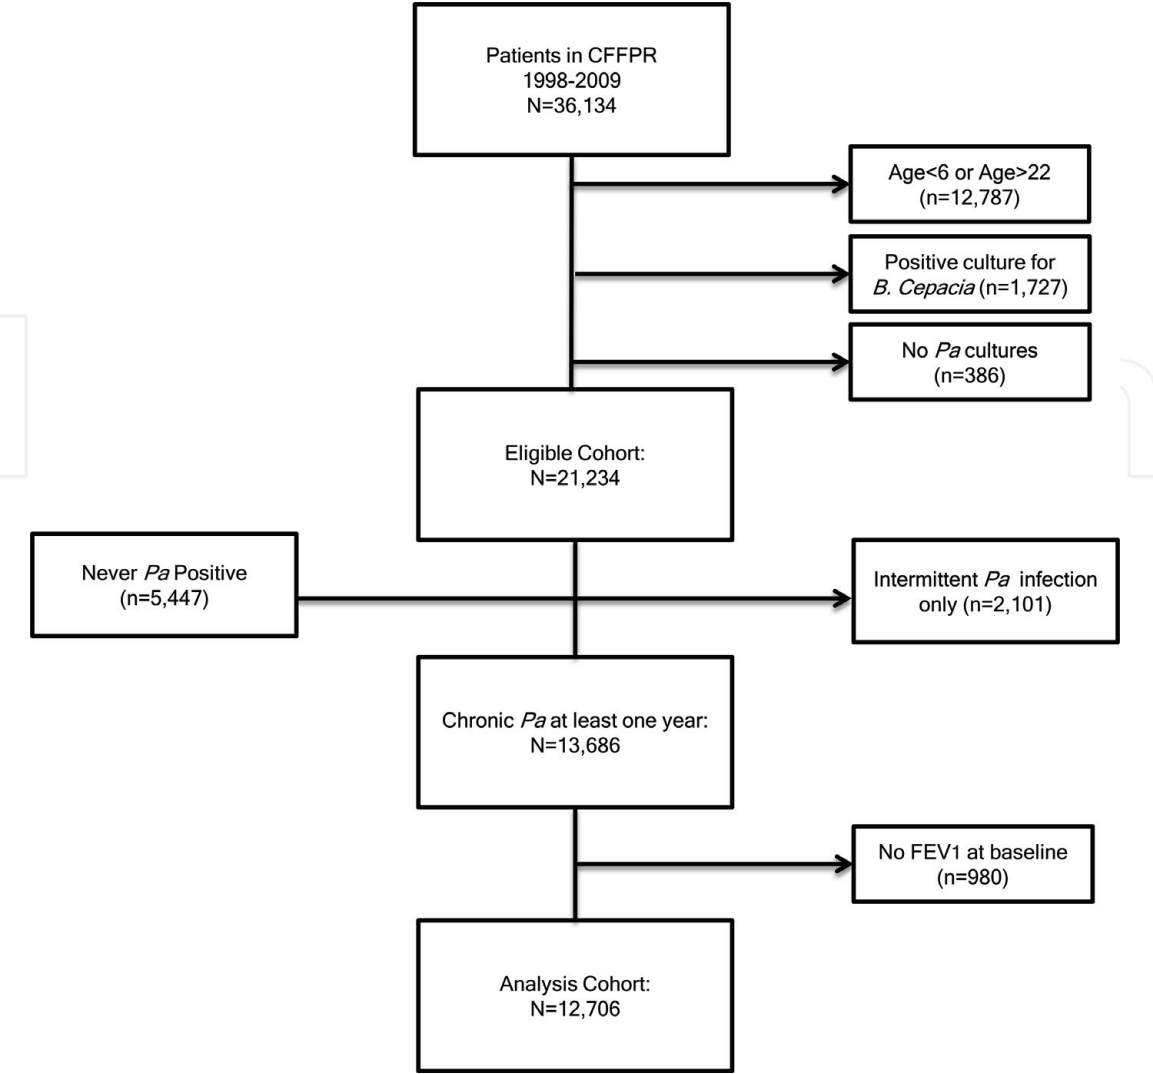 Patients in CFFPR
1998-2009
N=36,134
Age<6 or Age>22
(n=12,787)
Positive culture for
B. Cepacia (n=1,727)
No Pa cultures
(n=386)
Eligible Cohort:
N=21,234
Never Pa Positive
(n=5,447)
Intermittent Pa infection
only (n=2,101)
Chronic Pa at least one year:
N=13,686
No FEV1 at baseline
(n=980)
Analysis Cohort:
N=12,706